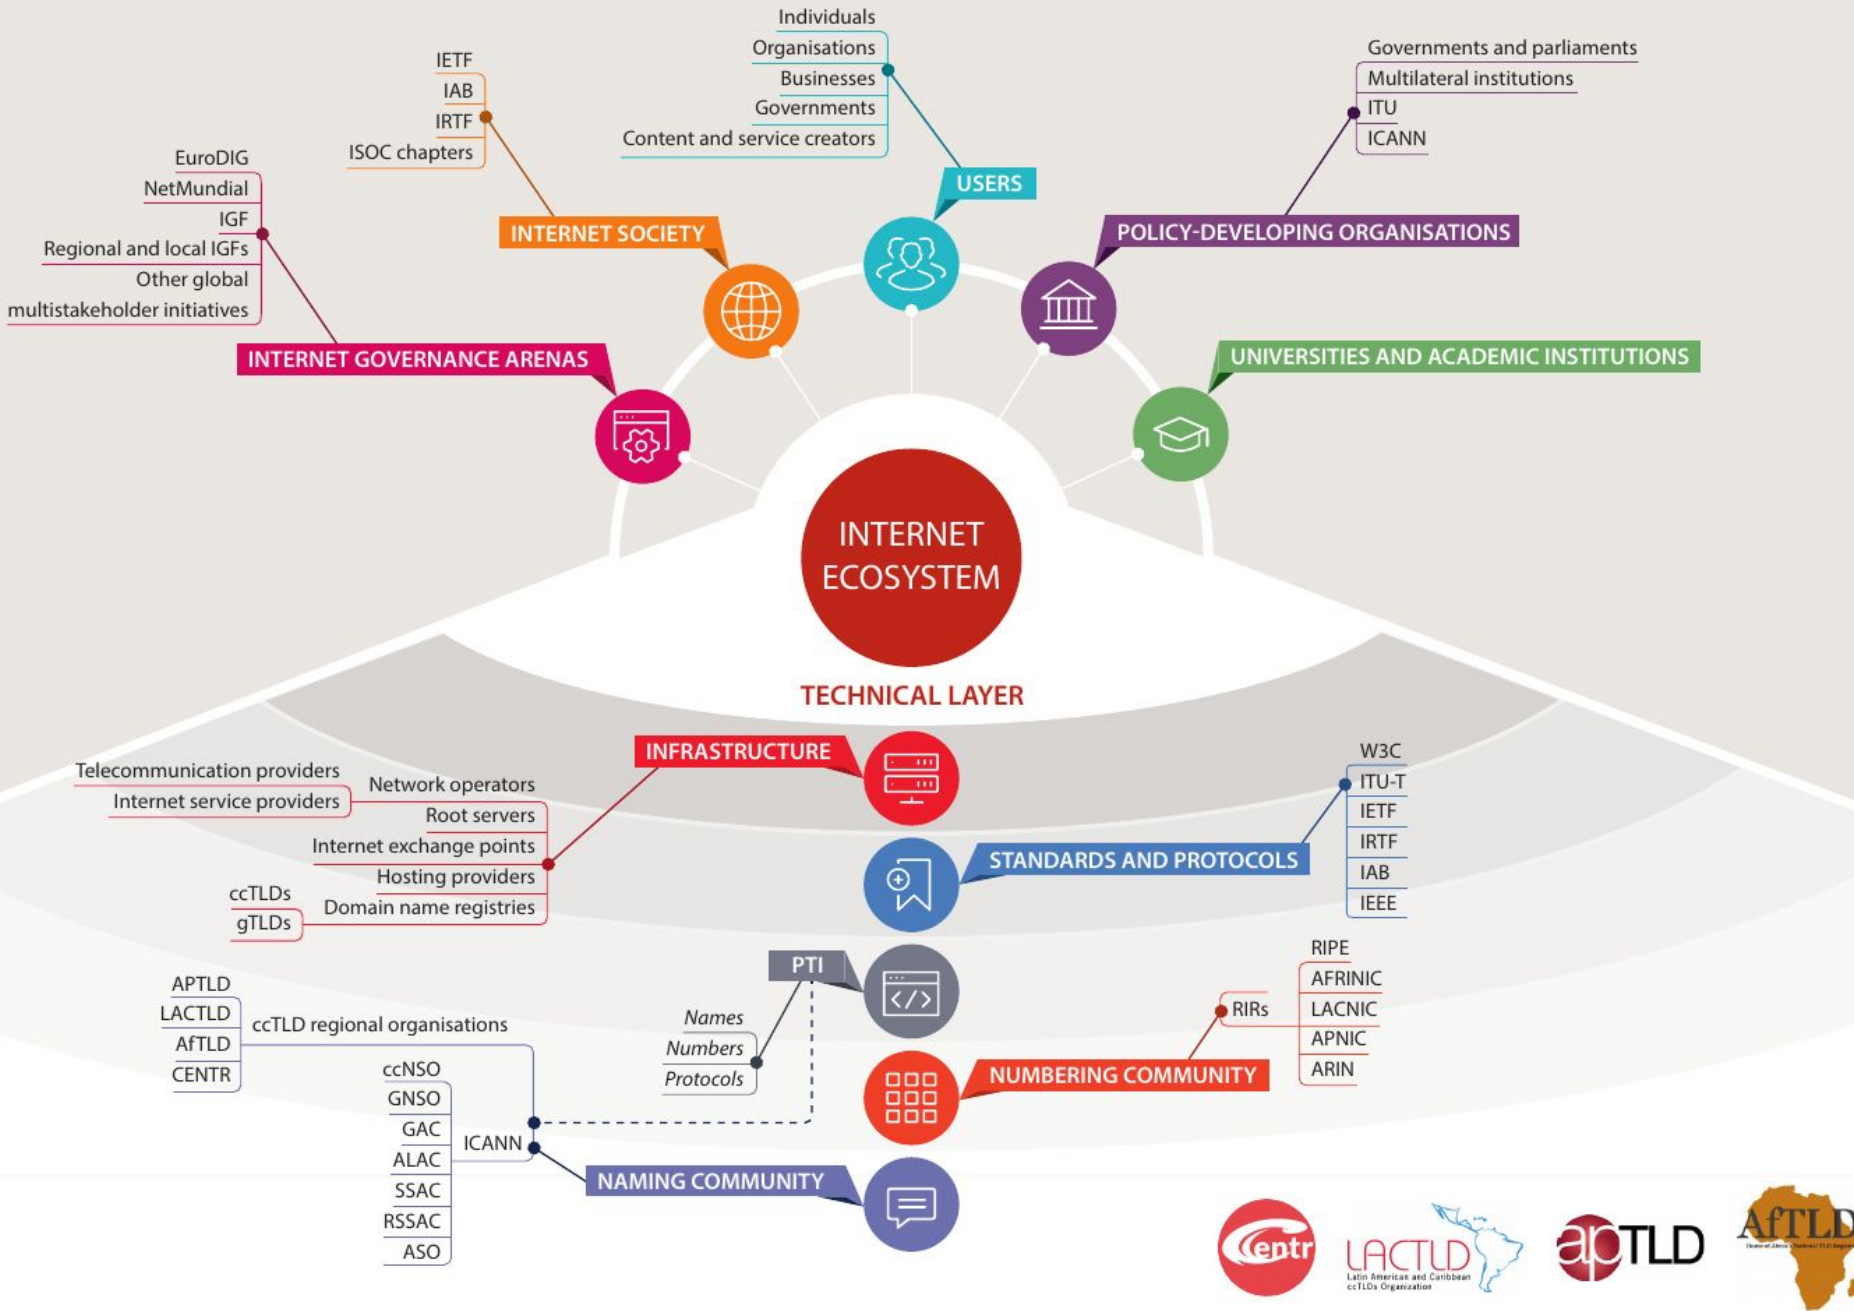 Individuals
Organisations
Businesses
Governments
Content and service creators
USERS
IETF
IAB
IRTF
ISOC chapters
INTERNET SOCIETY
Governments and parliaments
Multilateral institutions
ITU
ICANN
POLICY-DEVELOPING ORGANISATIONS
EuroDIG
NetMundial
IGF
Regional and local IGFs
Other global
multistakeholder initiatives
INTERNET GOVERNANCE ARENAS
UNIVERSITIES AND ACADEMIC INSTITUTIONS
INTERNET
ECOSYSTEM
TECHNICAL LAYER
INFRASTRUCTURE
Telecommunication providers
Internet service providers
Network operators
Root servers
Internet exchange points
Hosting providers
Domain name registries
ccTLDs
gTLDs
STANDARDS AND PROTOCOLS
W3C
ITU-T
IETF
IRTF
IAB
IEEE
PTI
Names
Numbers
Protocols
NUMBERING COMMUNITY
RIRs
RIPE
AFRINIC
LACNIC
APNIC
ARIN
APTLD
LACTLD
AfTLD
CENTR
ccTLD regional organisations
ccNSO
GNSO
GAC
ALAC
SSAC
RSSAC
ASO
ICANN
NAMING COMMUNITY
Centr
LACTLD
Latin American and Caribbean
ccTLDs Organization
apTLD
AfTLD